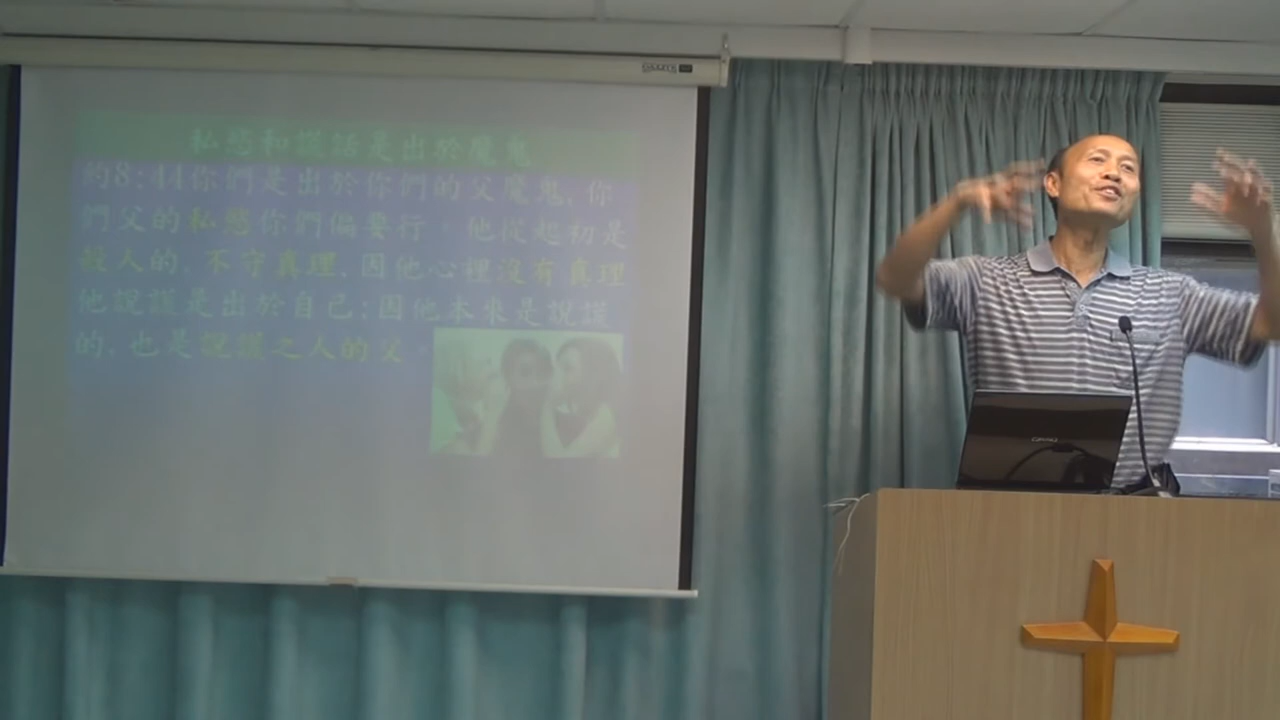 私慾和謊話是出於魔鬼
約8:44你們是出於你們的父魔鬼,你
們父的私慾你們偏要行,他從起初是
殺人的,不守真理,因他心裡沒有真理
他說謊是出於自己;因他本來是說謊
的,也是說謊之人的父